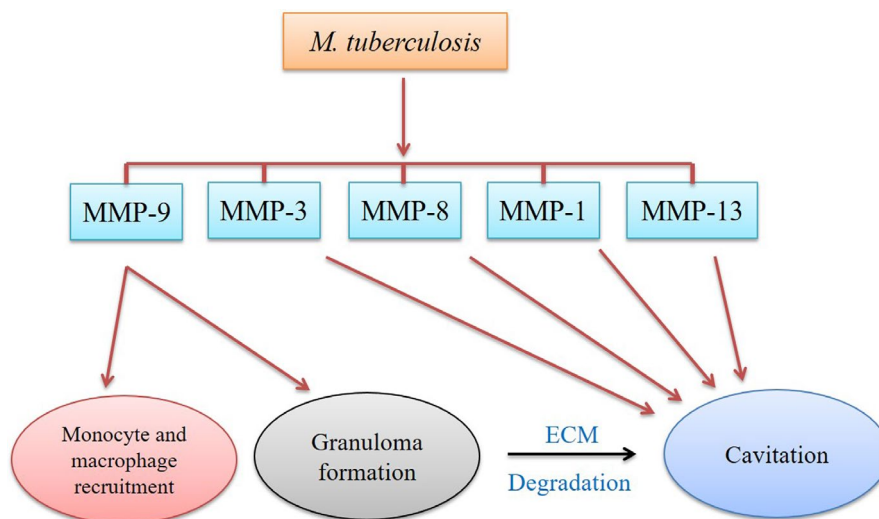 M. tuberculosis
MMP-9
MMP-3
MMP-8
MMP-1
MMP-13
Monocyte and
macrophage
recruitment
Granuloma
formation
ECM
Degradation
Cavitation